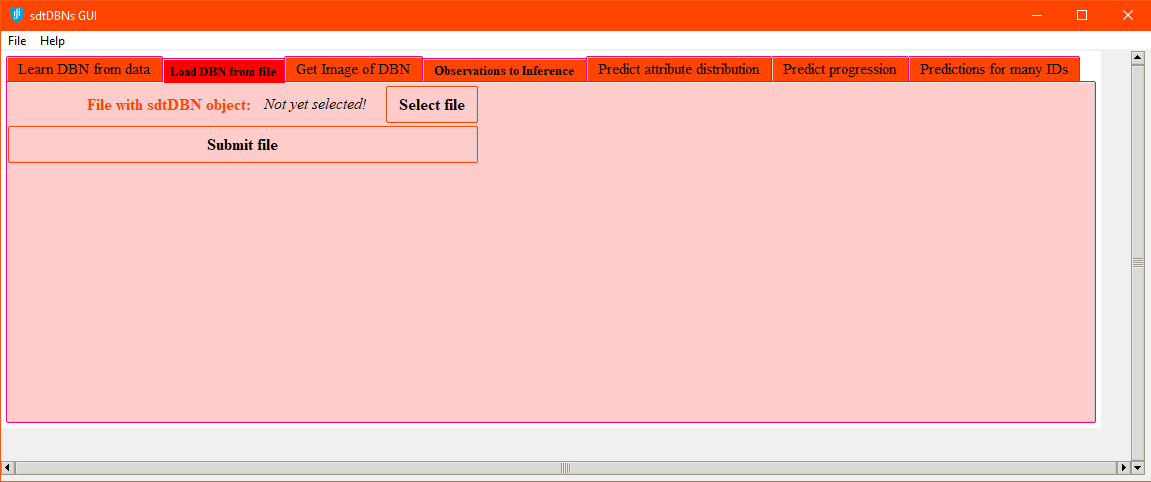 sdtDBNs GUI
File Help
Learn DBN from data Load DBN from file Get Image of DBN Observations to Inference Predict attribute distribution Predict progression Predictions for many IDs
File with sdtDBN object: Not yet selected! Select file
Submit file